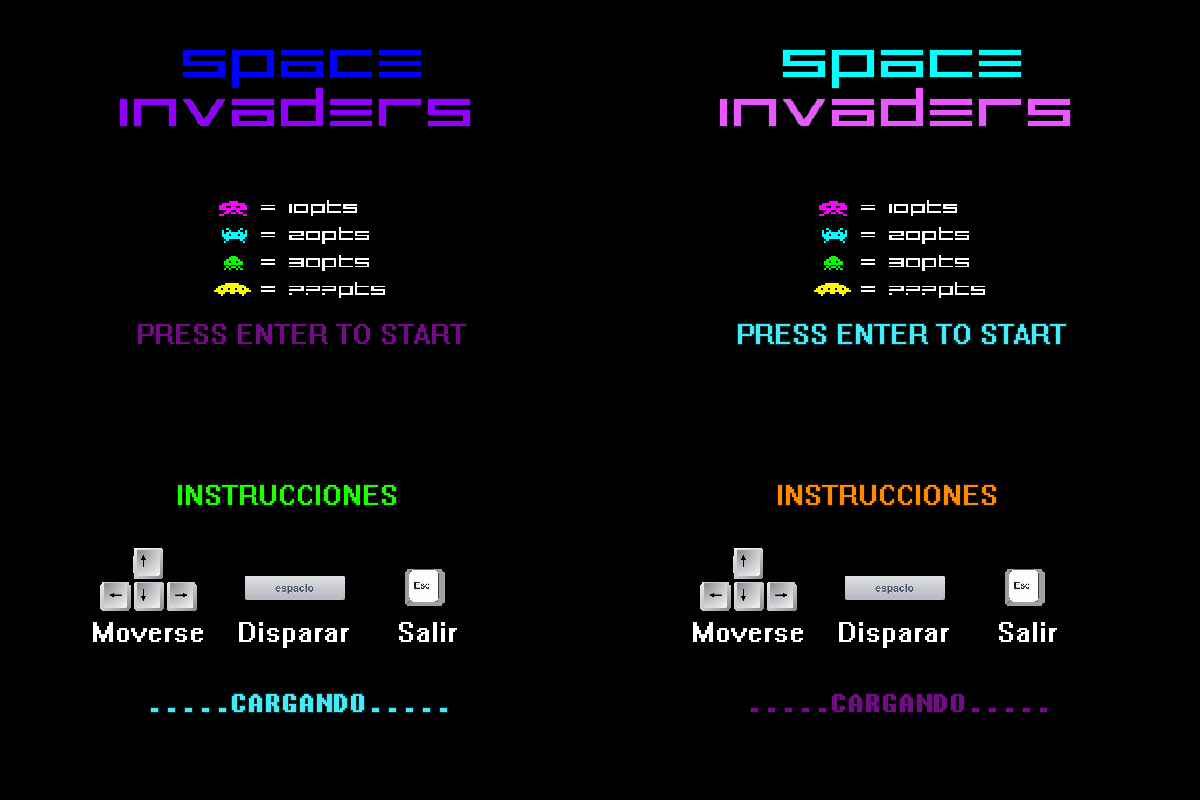 space
invaders
= 10pts
= 20pts
= 30pts
= ???pts
PRESS ENTER TO START
INSTRUCCIONES
↑
← ↓ →
espacio
Esc
Moverse Disparar Salir
.....CARGANDO.....
space
invaders
= 10pts
= 20pts
= 30pts
= ???pts
PRESS ENTER TO START
INSTRUCCIONES
↑
← ↓ →
espacio
Esc
Moverse Disparar Salir
.....CARGANDO.....